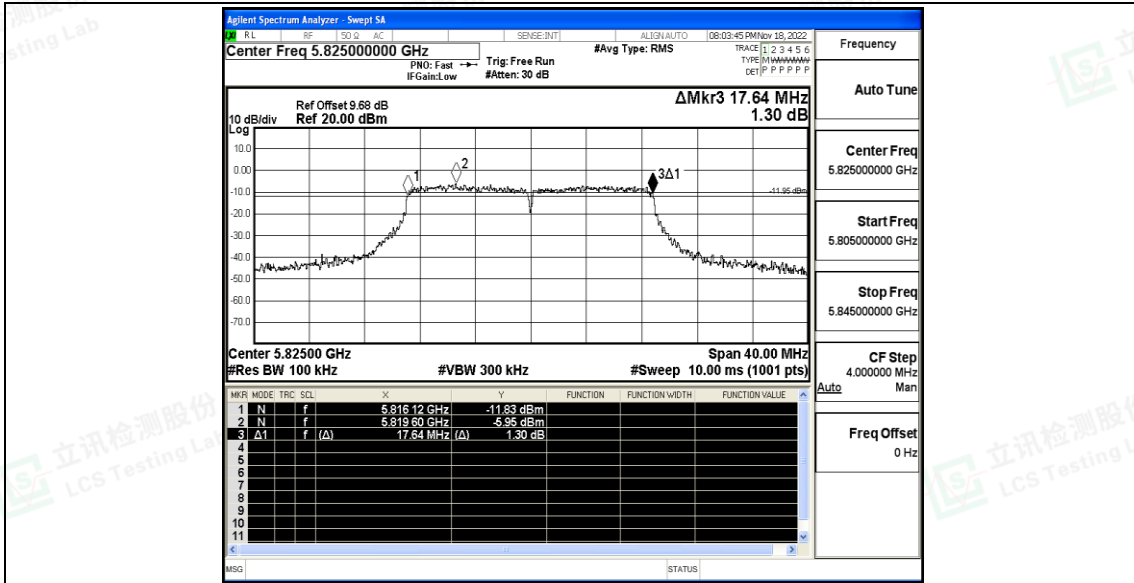 Agilent Spectrum Analyzer - Swept SA
LXI RL RF 50 Ω AC SENSE:INT ALIGNAUTO 08:03:45 PM Nov 18, 2022
Center Freq 5.825000000 GHz
#Avg Type: RMS
TRACE 1 2 3 4 5 6
PNO: Fast
Trig: Free Run
TYPE M WWWWW
IFGain:Low
#Atten: 30 dB
DET P P P P P P
Frequency
Auto Tune
Center Freq
5.825000000 GHz
Start Freq
5.805000000 GHz
Stop Freq
5.845000000 GHz
CF Step
4.000000 MHz
Auto Man
Freq Offset
0 Hz
ΔMkr3 17.64 MHz
1.30 dB
Ref Offset 9.68 dB
10 dB/div Ref 20.00 dBm
Log
10.0
0.00
-10.0
-20.0
-30.0
-40.0
-50.0
-60.0
-70.0
1
2
3Δ1
-11.95 dBm
Center 5.82500 GHz Span 40.00 MHz
#Res BW 100 kHz #VBW 300 kHz #Sweep 10.00 ms (1001 pts)
MKR MODE TRC SCL X Y FUNCTION FUNCTION WIDTH FUNCTION VALUE
1 N f 5.816 12 GHz -11.83 dBm
2 N f 5.819 60 GHz -5.95 dBm
3 Δ1 f (Δ) 17.64 MHz (Δ) 1.30 dB
4
5
6
7
8
9
10
11
MSG STATUS
立讯检测股份
LCS Testing Lab
立讯检测股份
LCS Testing L